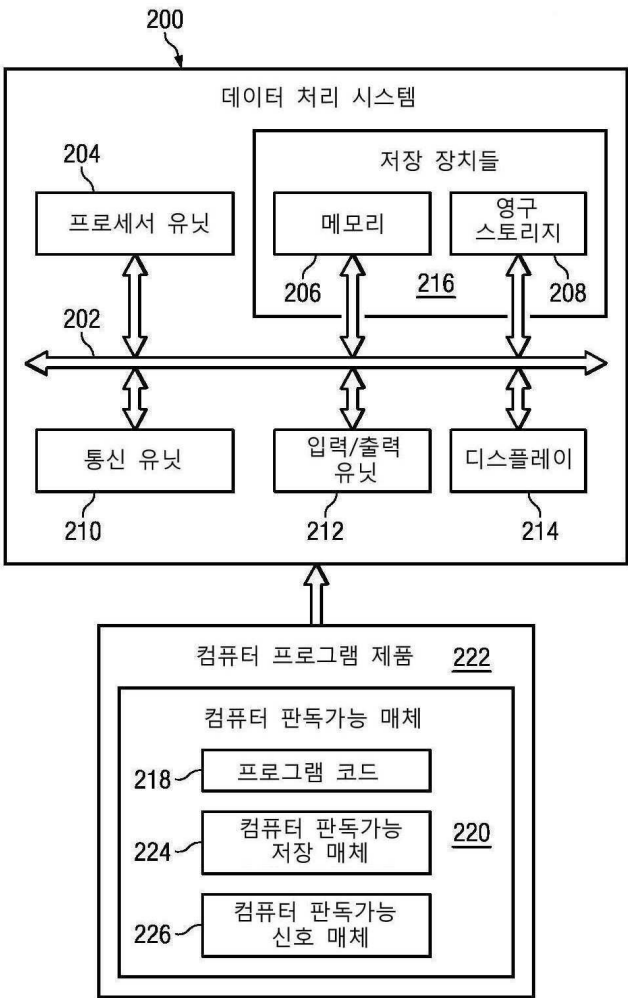 200
데이터 처리 시스템
저장 장치들
204
프로세서 유닛
메모리
영구
스토리지
206
216
208
202
통신 유닛
입력/출력
유닛
디스플레이
210
212
214
컴퓨터 프로그램 제품 222
컴퓨터 판독가능 매체
218
프로그램 코드
220
224
컴퓨터 판독가능
저장 매체
226
컴퓨터 판독가능
신호 매체